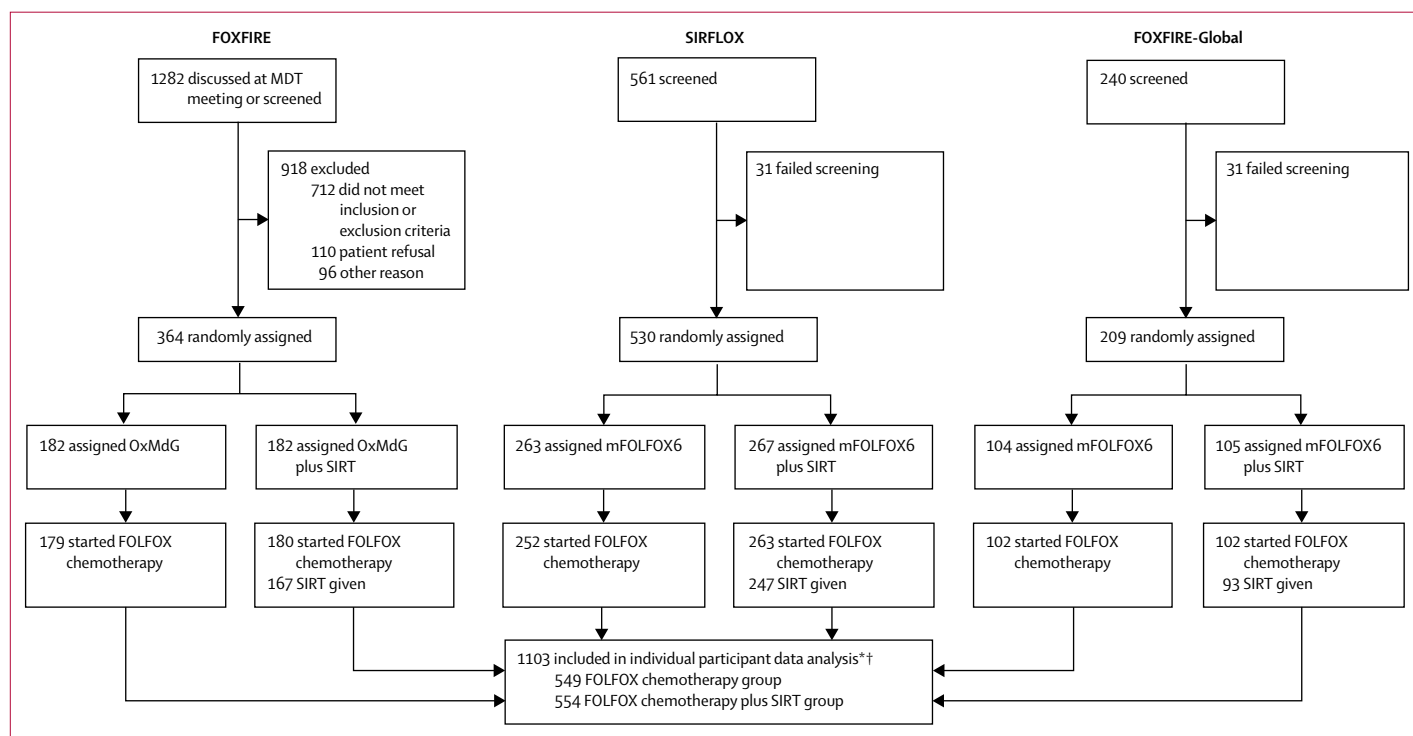 FOXFIRE
1282 discussed at MDT
meeting or screened
918 excluded
712 did not meet
inclusion or
exclusion criteria
110 patient refusal
96 other reason
364 randomly assigned
182 assigned OxMdG
182 assigned OxMdG
plus SIRT
179 started FOLFOX
chemotherapy
180 started FOLFOX
chemotherapy
167 SIRT given
SIRFLOX
561 screened
31 failed screening
530 randomly assigned
263 assigned mFOLFOX6
267 assigned mFOLFOX6
plus SIRT
252 started FOLFOX
chemotherapy
263 started FOLFOX
chemotherapy
247 SIRT given
FOXFIRE-Global
240 screened
31 failed screening
209 randomly assigned
104 assigned mFOLFOX6
105 assigned mFOLFOX6
plus SIRT
102 started FOLFOX
chemotherapy
102 started FOLFOX
chemotherapy
93 SIRT given
1103 included in individual participant data analysis*†
549 FOLFOX chemotherapy group
554 FOLFOX chemotherapy plus SIRT group